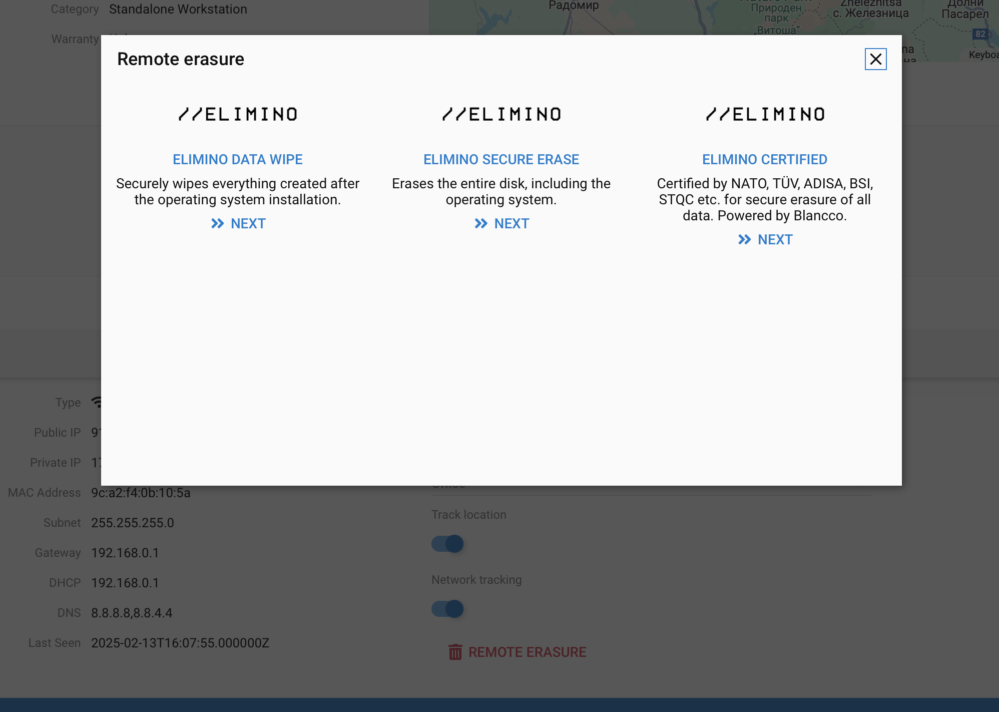 Category Standalone Workstation
Warranty
Радомир
Природен
парк
„Витоша“
Zhelezhitsa
с. Железница
Долни
Пасарел
82
Keyboa
Remote erasure
//ELIMINO
ELIMINO DATA WIPE
Securely wipes everything created after
the operating system installation.
NEXT
//ELIMINO
ELIMINO SECURE ERASE
Erases the entire disk, including the
operating system.
NEXT
//ELIMINO
ELIMINO CERTIFIED
Certified by NATO, TÜV, ADISA, BSI,
STQC etc. for secure erasure of all
data. Powered by Blancco.
NEXT
Type
Public IP 91
Private IP 17
MAC Address 9c:a2:f4:0b:10:5a
Subnet 255.255.255.0
Gateway 192.168.0.1
DHCP 192.168.0.1
DNS 8.8.8.8,8.8.4.4
Last Seen 2025-02-13T16:07:55.000000Z
Office
Track location
Network tracking
REMOTE ERASURE